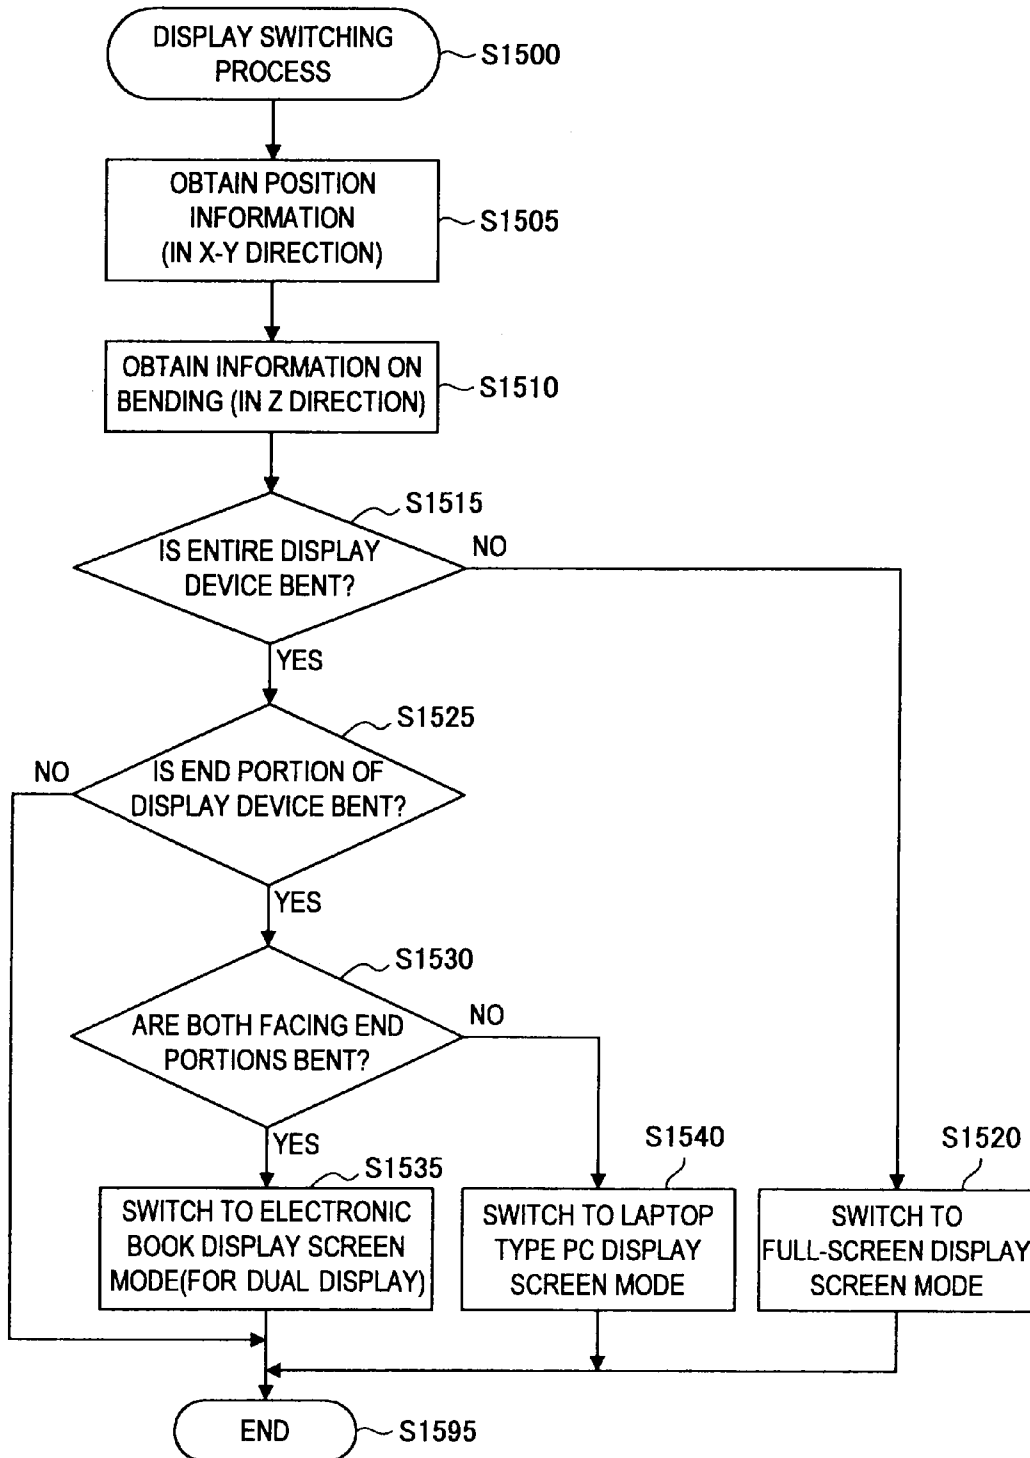 DISPLAY SWITCHING
PROCESS
S1500
OBTAIN POSITION
INFORMATION
(IN X-Y DIRECTION)
S1505
OBTAIN INFORMATION ON
BENDING (IN Z DIRECTION)
S1510
S1515
IS ENTIRE DISPLAY
DEVICE BENT?
NO
YES
S1525
IS END PORTION OF
DISPLAY DEVICE BENT?
NO
YES
S1530
ARE BOTH FACING END
PORTIONS BENT?
NO
YES
S1535
SWITCH TO ELECTRONIC
BOOK DISPLAY SCREEN
MODE(FOR DUAL DISPLAY)
S1540
SWITCH TO LAPTOP
TYPE PC DISPLAY
SCREEN MODE
S1520
SWITCH TO
FULL-SCREEN DISPLAY
SCREEN MODE
END
S1595